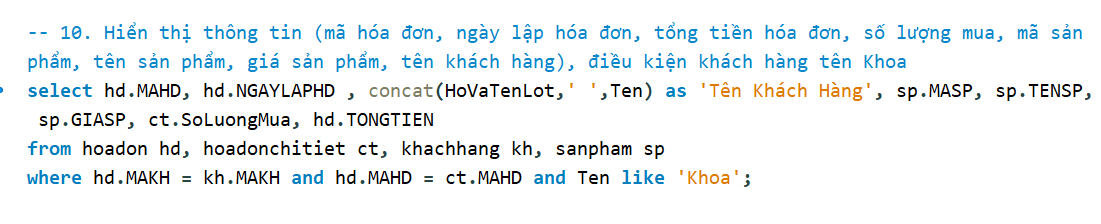 -- 10. Hiển thị thông tin (mã hóa đơn, ngày lập hóa đơn, tổng tiền hóa đơn, số lượng mua, mã sản
phẩm, tên sản phẩm, giá sản phẩm, tên khách hàng), điều kiện khách hàng tên Khoa
select hd.MAHD, hd.NGAYLAPHD , concat(HoVaTenLot,' ',Ten) as 'Tên Khách Hàng', sp.MASP, sp.TENSP,
sp.GIASP, ct.SoLuongMua, hd.TONGTIEN
from hoadon hd, hoadonchitiet ct, khachhang kh, sanpham sp
where hd.MAKH = kh.MAKH and hd.MAHD = ct.MAHD and Ten like 'Khoa';